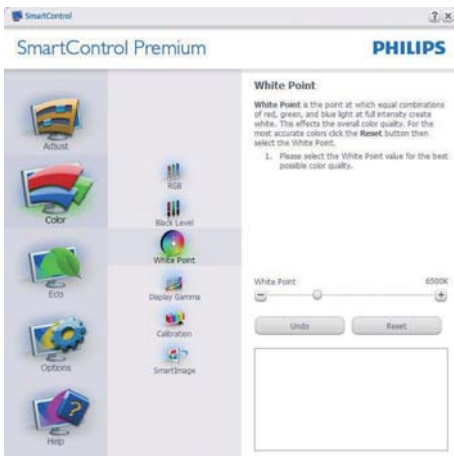 SmartControl
SmartControl Premium
PHILIPS
Adjust
Color
Eco
Options
Help
RGB
Black Level
White Point
Display Gamma
Calibration
SmartImage
White Point
White Point is the point at which equal combinations
of red, green, and blue light at full intensity create
white. This effects the overall color quality. For the
most accurate colors click the Reset button then
select the White Point.
1. Please select the White Point value for the best
possible color quality.
White Point 6500K
Undo Reset